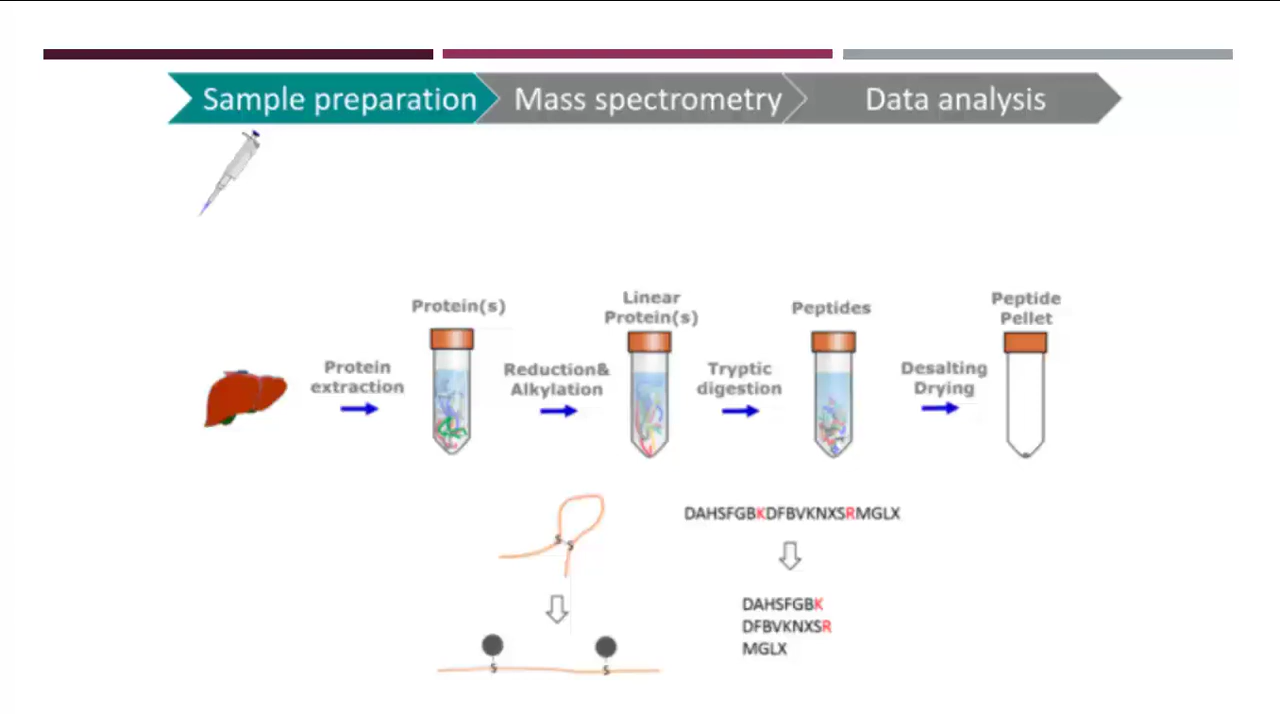 Sample preparation
Mass spectrometry
Data analysis
Protein(s)
Linear
Protein(s)
Peptides
Peptide
Pellet
Protein
extraction
Reduction&
Alkylation
Tryptic
digestion
Desalting
Drying
S
S
DAHSFGBKDFBVKNXSRMGLX
DAHSFGBK
DFBVKNXSR
MGLX
S
S